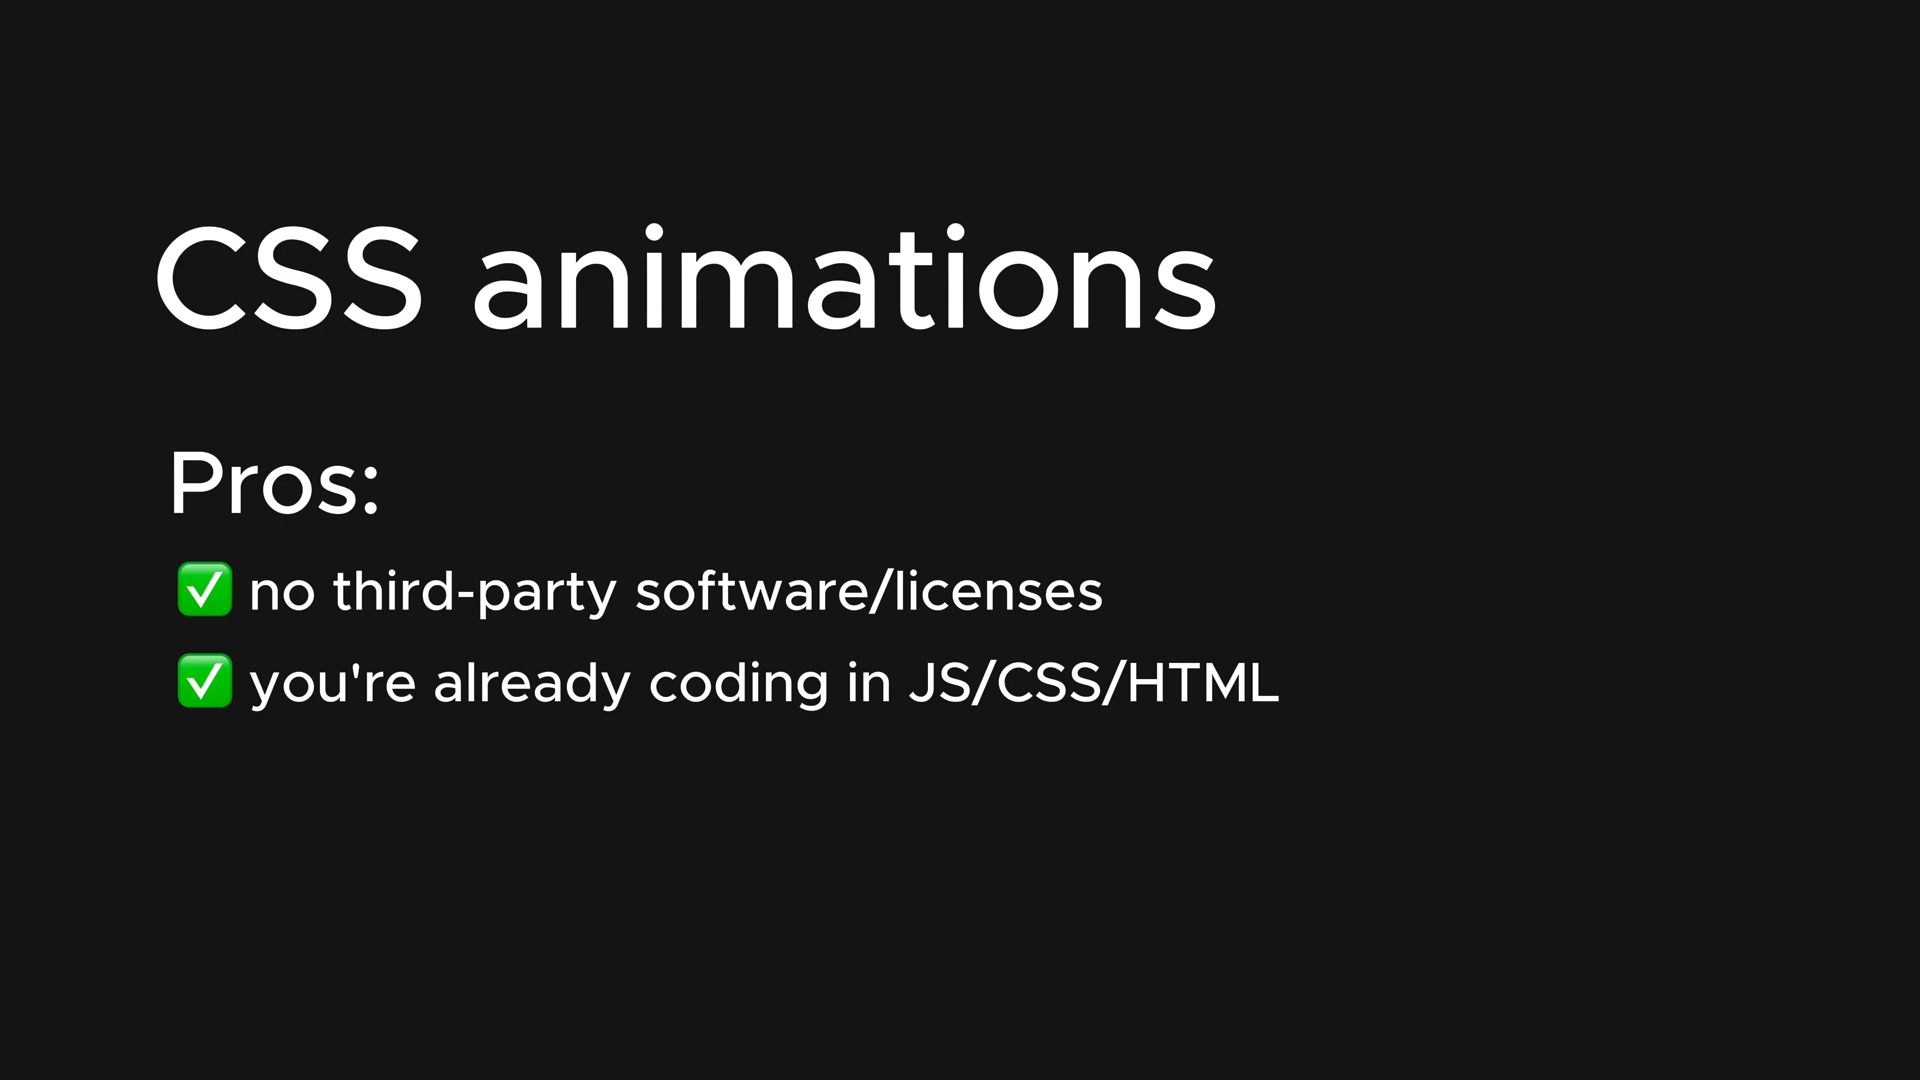 CSS animations
Pros:
✅ no third-party software/licenses
✅ you're already coding in JS/CSS/HTML